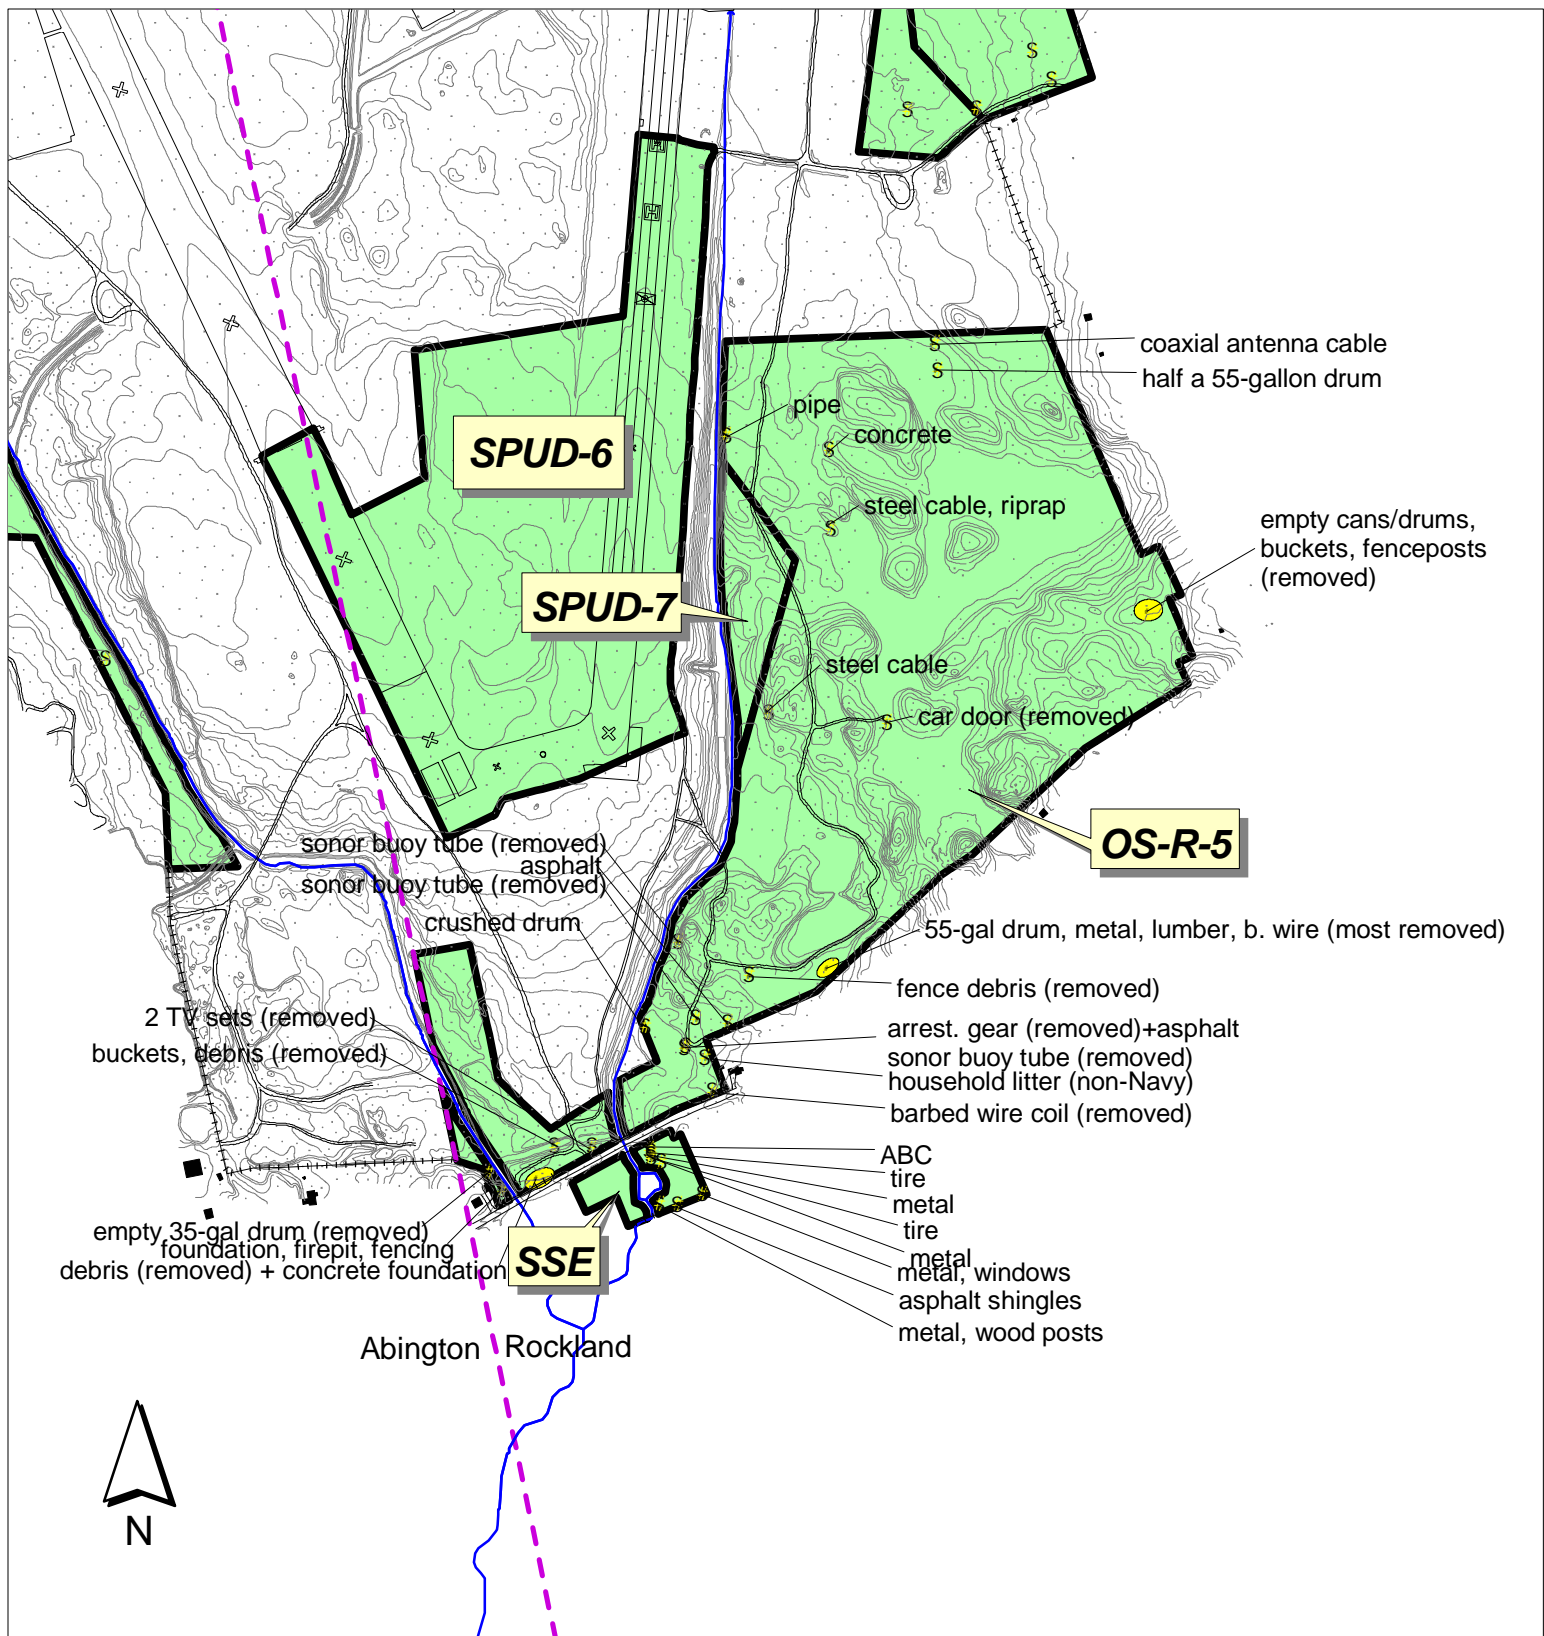 coaxial antenna cable
half a 55-gallon drum
pipe
concrete
SPUD-6
steel cable, riprap
empty cans/drums,
buckets, fenceposts
(removed)
SPUD-7
steel cable
car door (removed)
OS-R-5
sonor buoy tube (removed)
asphalt
sonor buoy tube (removed)
crushed drum
55-gal drum, metal, lumber, b. wire (most removed)
fence debris (removed)
2 TV sets (removed)
buckets, debris (removed)
arrest. gear (removed)+asphalt
sonor buoy tube (removed)
household litter (non-Navy)
barbed wire coil (removed)
ABC
tire
metal
tire
metal
metal, windows
asphalt shingles
metal, wood posts
empty 35-gal drum (removed)
foundation, firepit, fencing
debris (removed) + concrete foundation
SSE
Abington Rockland
N